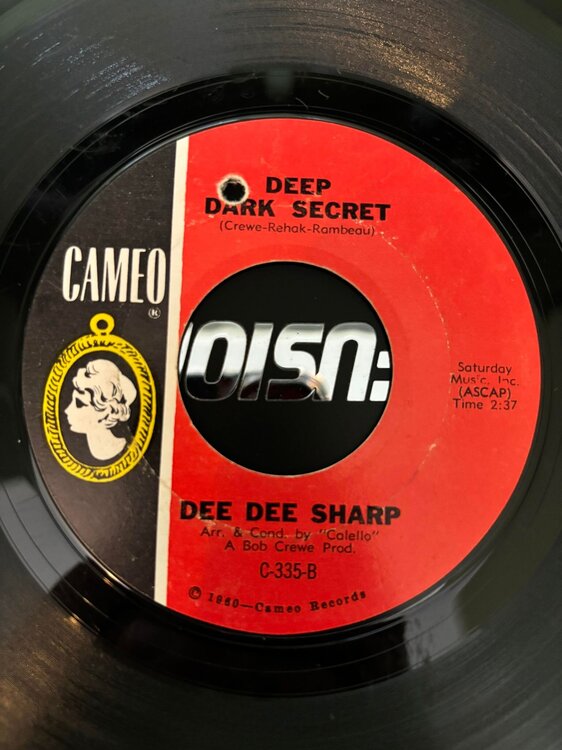 DEEP
DARK SECRET
(Crewe-Rehak-Rambeau)
CAMEO
®
Saturday
Music, Inc.
(ASCAP)
Time 2:37
DEE DEE SHARP
Arr. & Cond. by "Calello"
A Bob Crewe Prod.
C-335-B
© 1960—Cameo Records